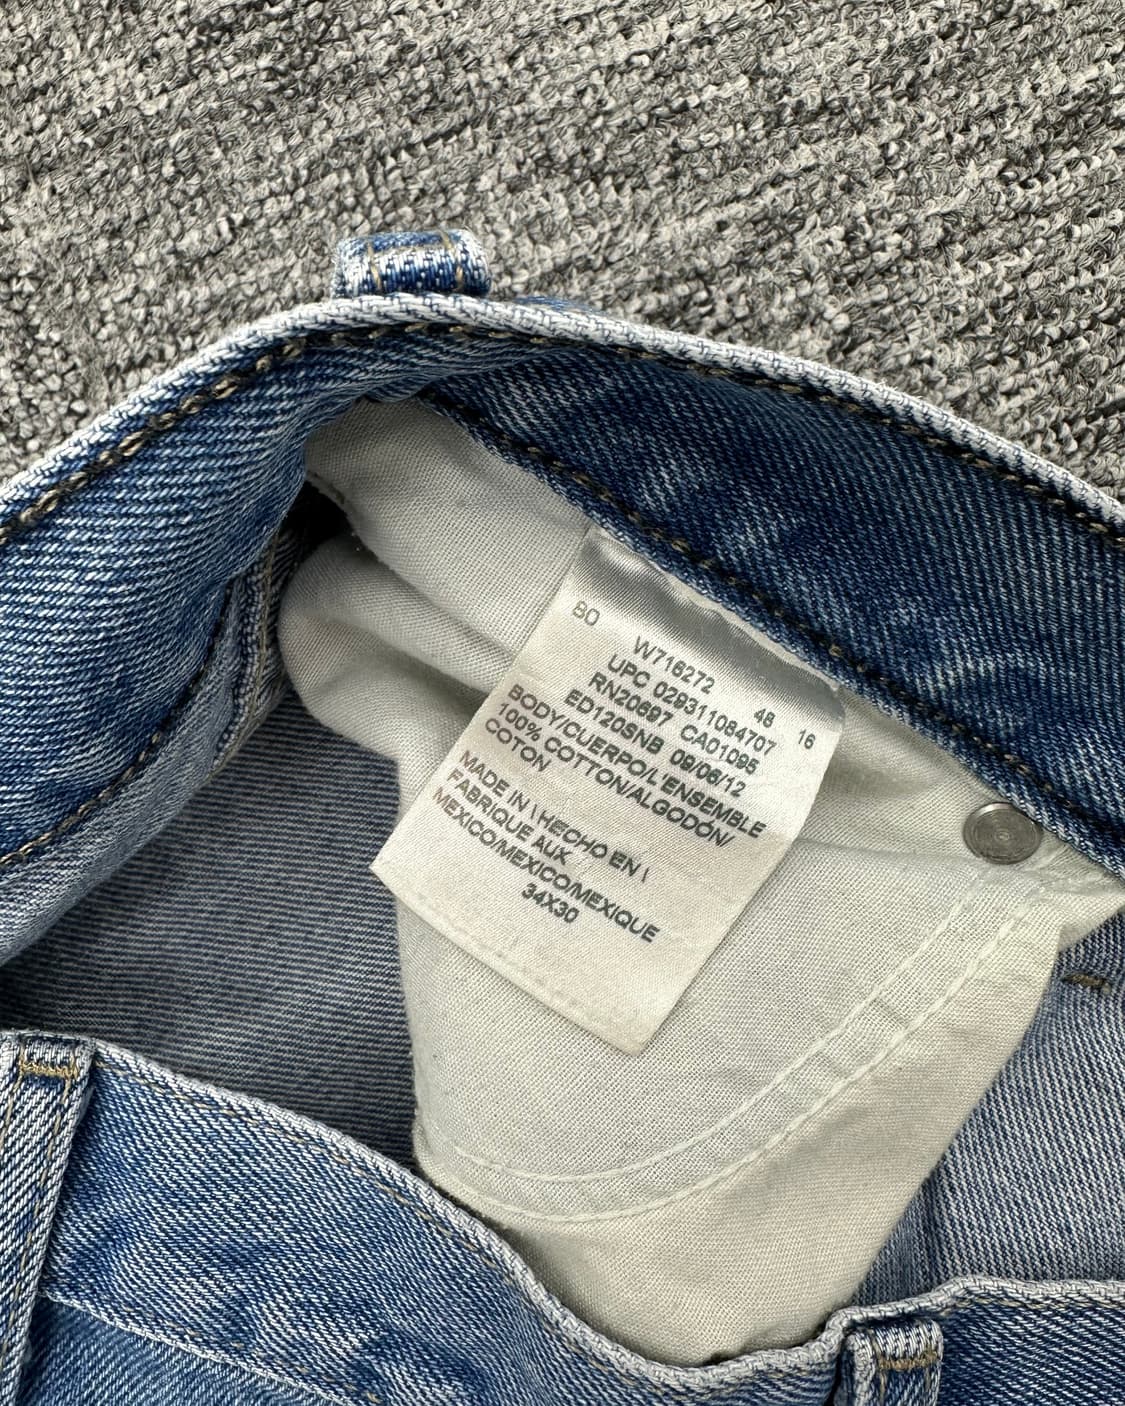 BO W716272 48 16
UPC 029311084707
RN20697 CA01095
ED120SNB 09/06/12
BODY/CUERPO/L'ENSEMBLE
100% COTTON/ALGODÓN/
COTON
MADE IN \ HECHO EN \
FABRIQUE AUX
MEXICO/MEXICO/MEXIQUE
34X30